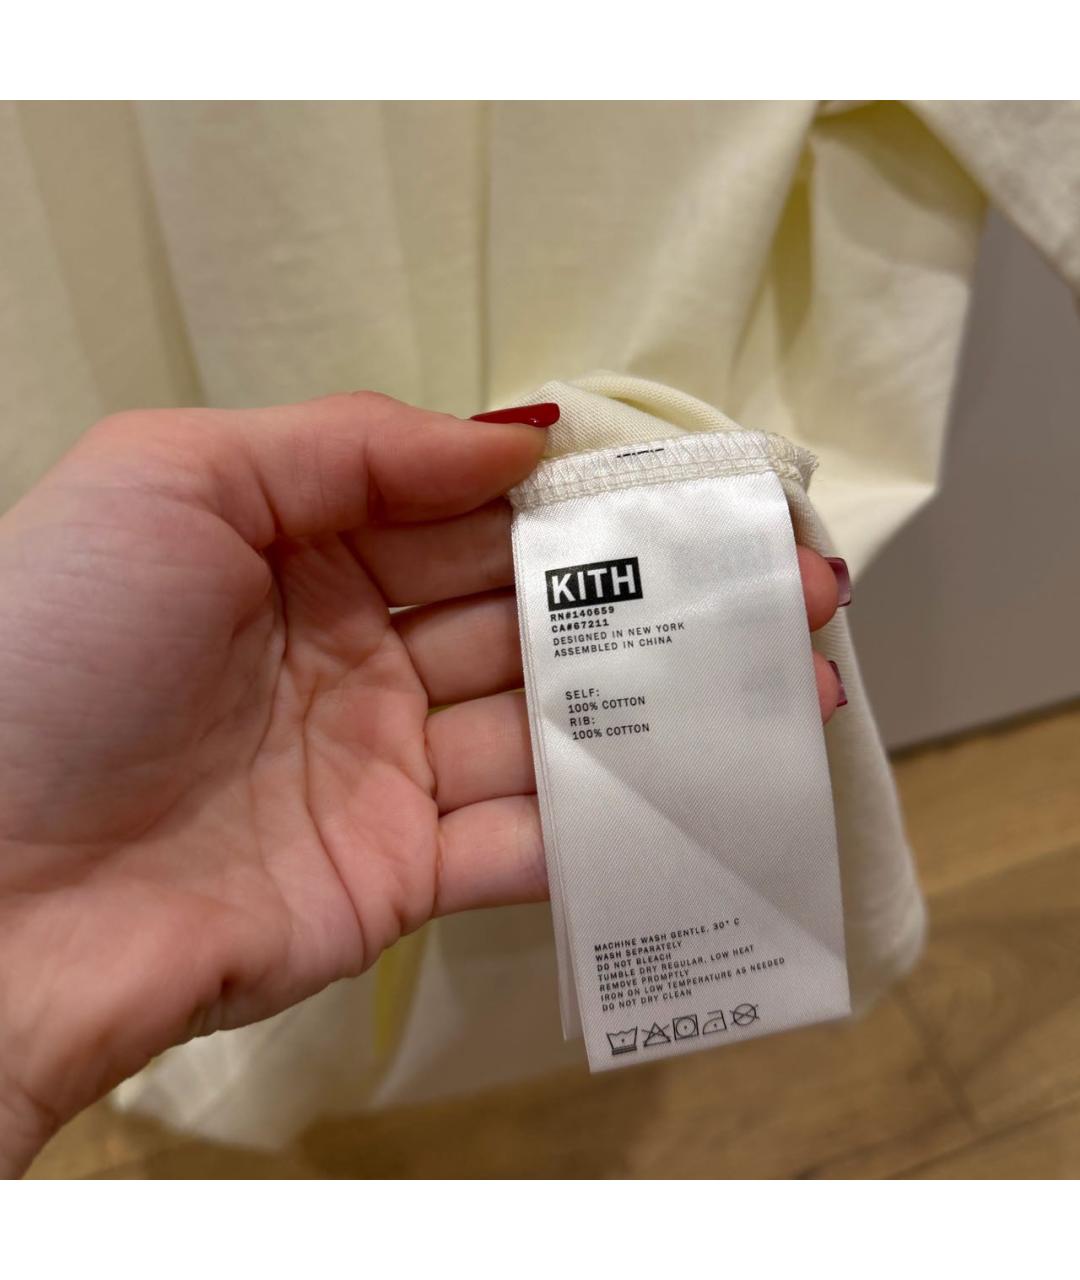 KITH
RN#140659
CA#67211
DESIGNED IN NEW YORK
ASSEMBLED IN CHINA
SELF:
100% COTTON
RIB:
100% COTTON
MACHINE WASH GENTLE, 30° C
WASH SEPARATELY
DO NOT BLEACH
TUMBLE DRY REGULAR, LOW HEAT
REMOVE PROMPTLY
IRON ON LOW TEMPERATURE AS NEEDED
DO NOT DRY CLEAN